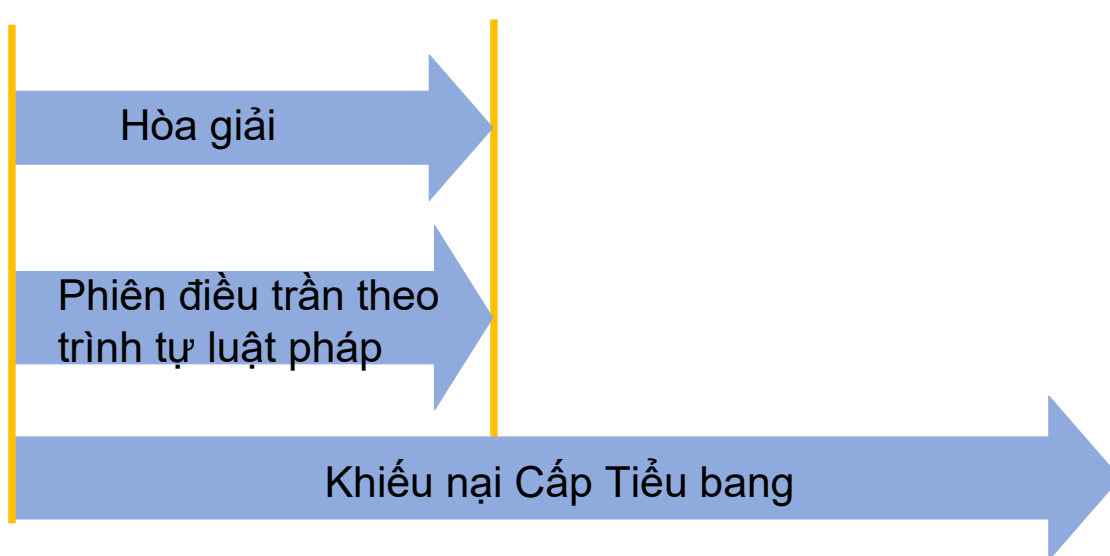 Hòa giải
Phiên điều trần theo
trình tự luật pháp
Khiếu nại Cấp Tiểu bang